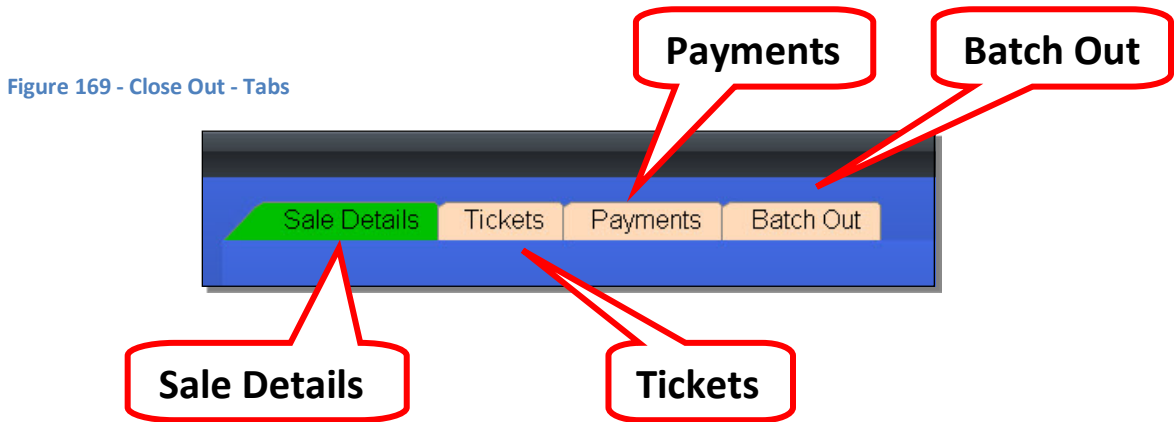 Payments
Batch Out
Figure 169 - Close Out - Tabs
Sale Details Tickets Payments Batch Out
Sale Details
Tickets